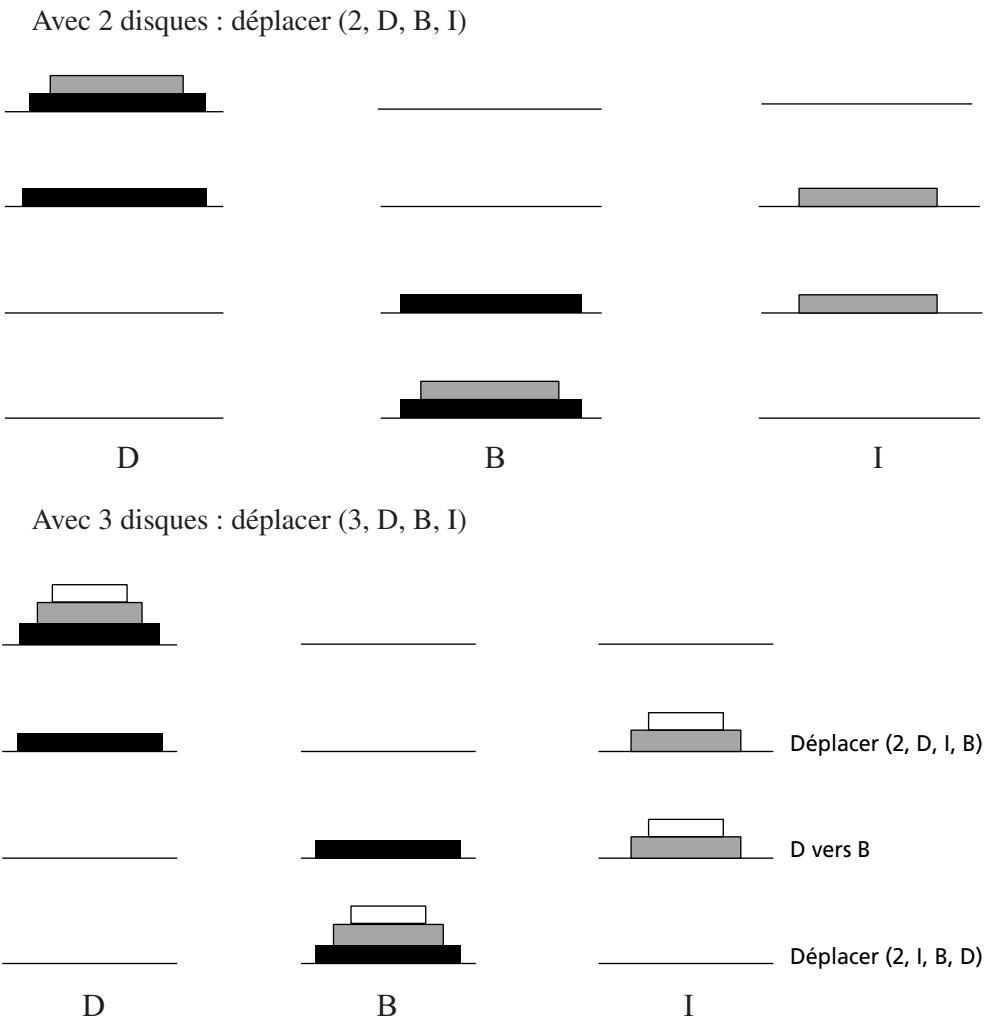 Avec 2 disques : déplacer (2, D, B, I)
D B I
Avec 3 disques : déplacer (3, D, B, I)
Déplacer (2, D, I, B)
D vers B
Déplacer (2, I, B, D)
D B I